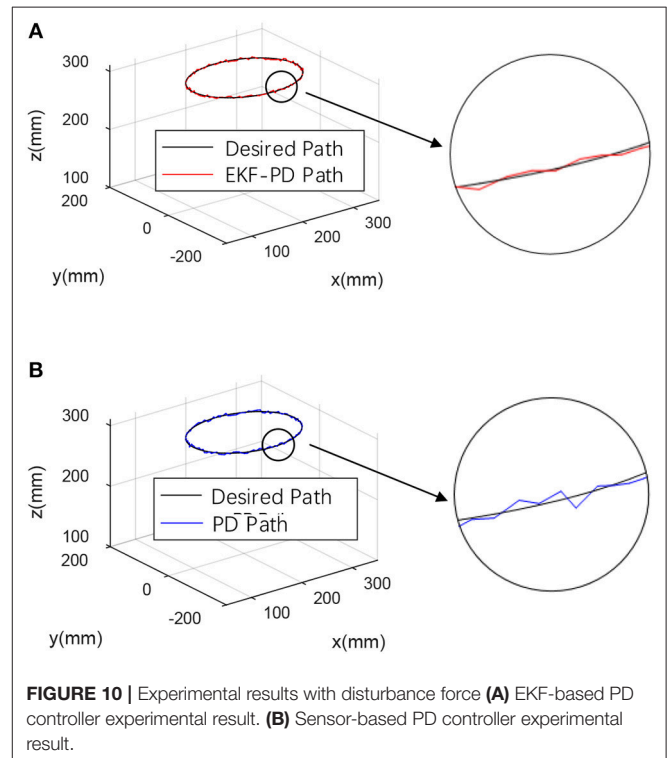 A
300
z(mm)
200
100
200
0
-200
y(mm)
100
200
300
x(mm)
Desired Path
EKF-PD Path
B
300
z(mm)
200
100
200
0
-200
y(mm)
100
200
300
x(mm)
Desired Path
PD Path
FIGURE 10 | Experimental results with disturbance force (A) EKF-based PD
controller experimental result. (B) Sensor-based PD controller experimental
result.